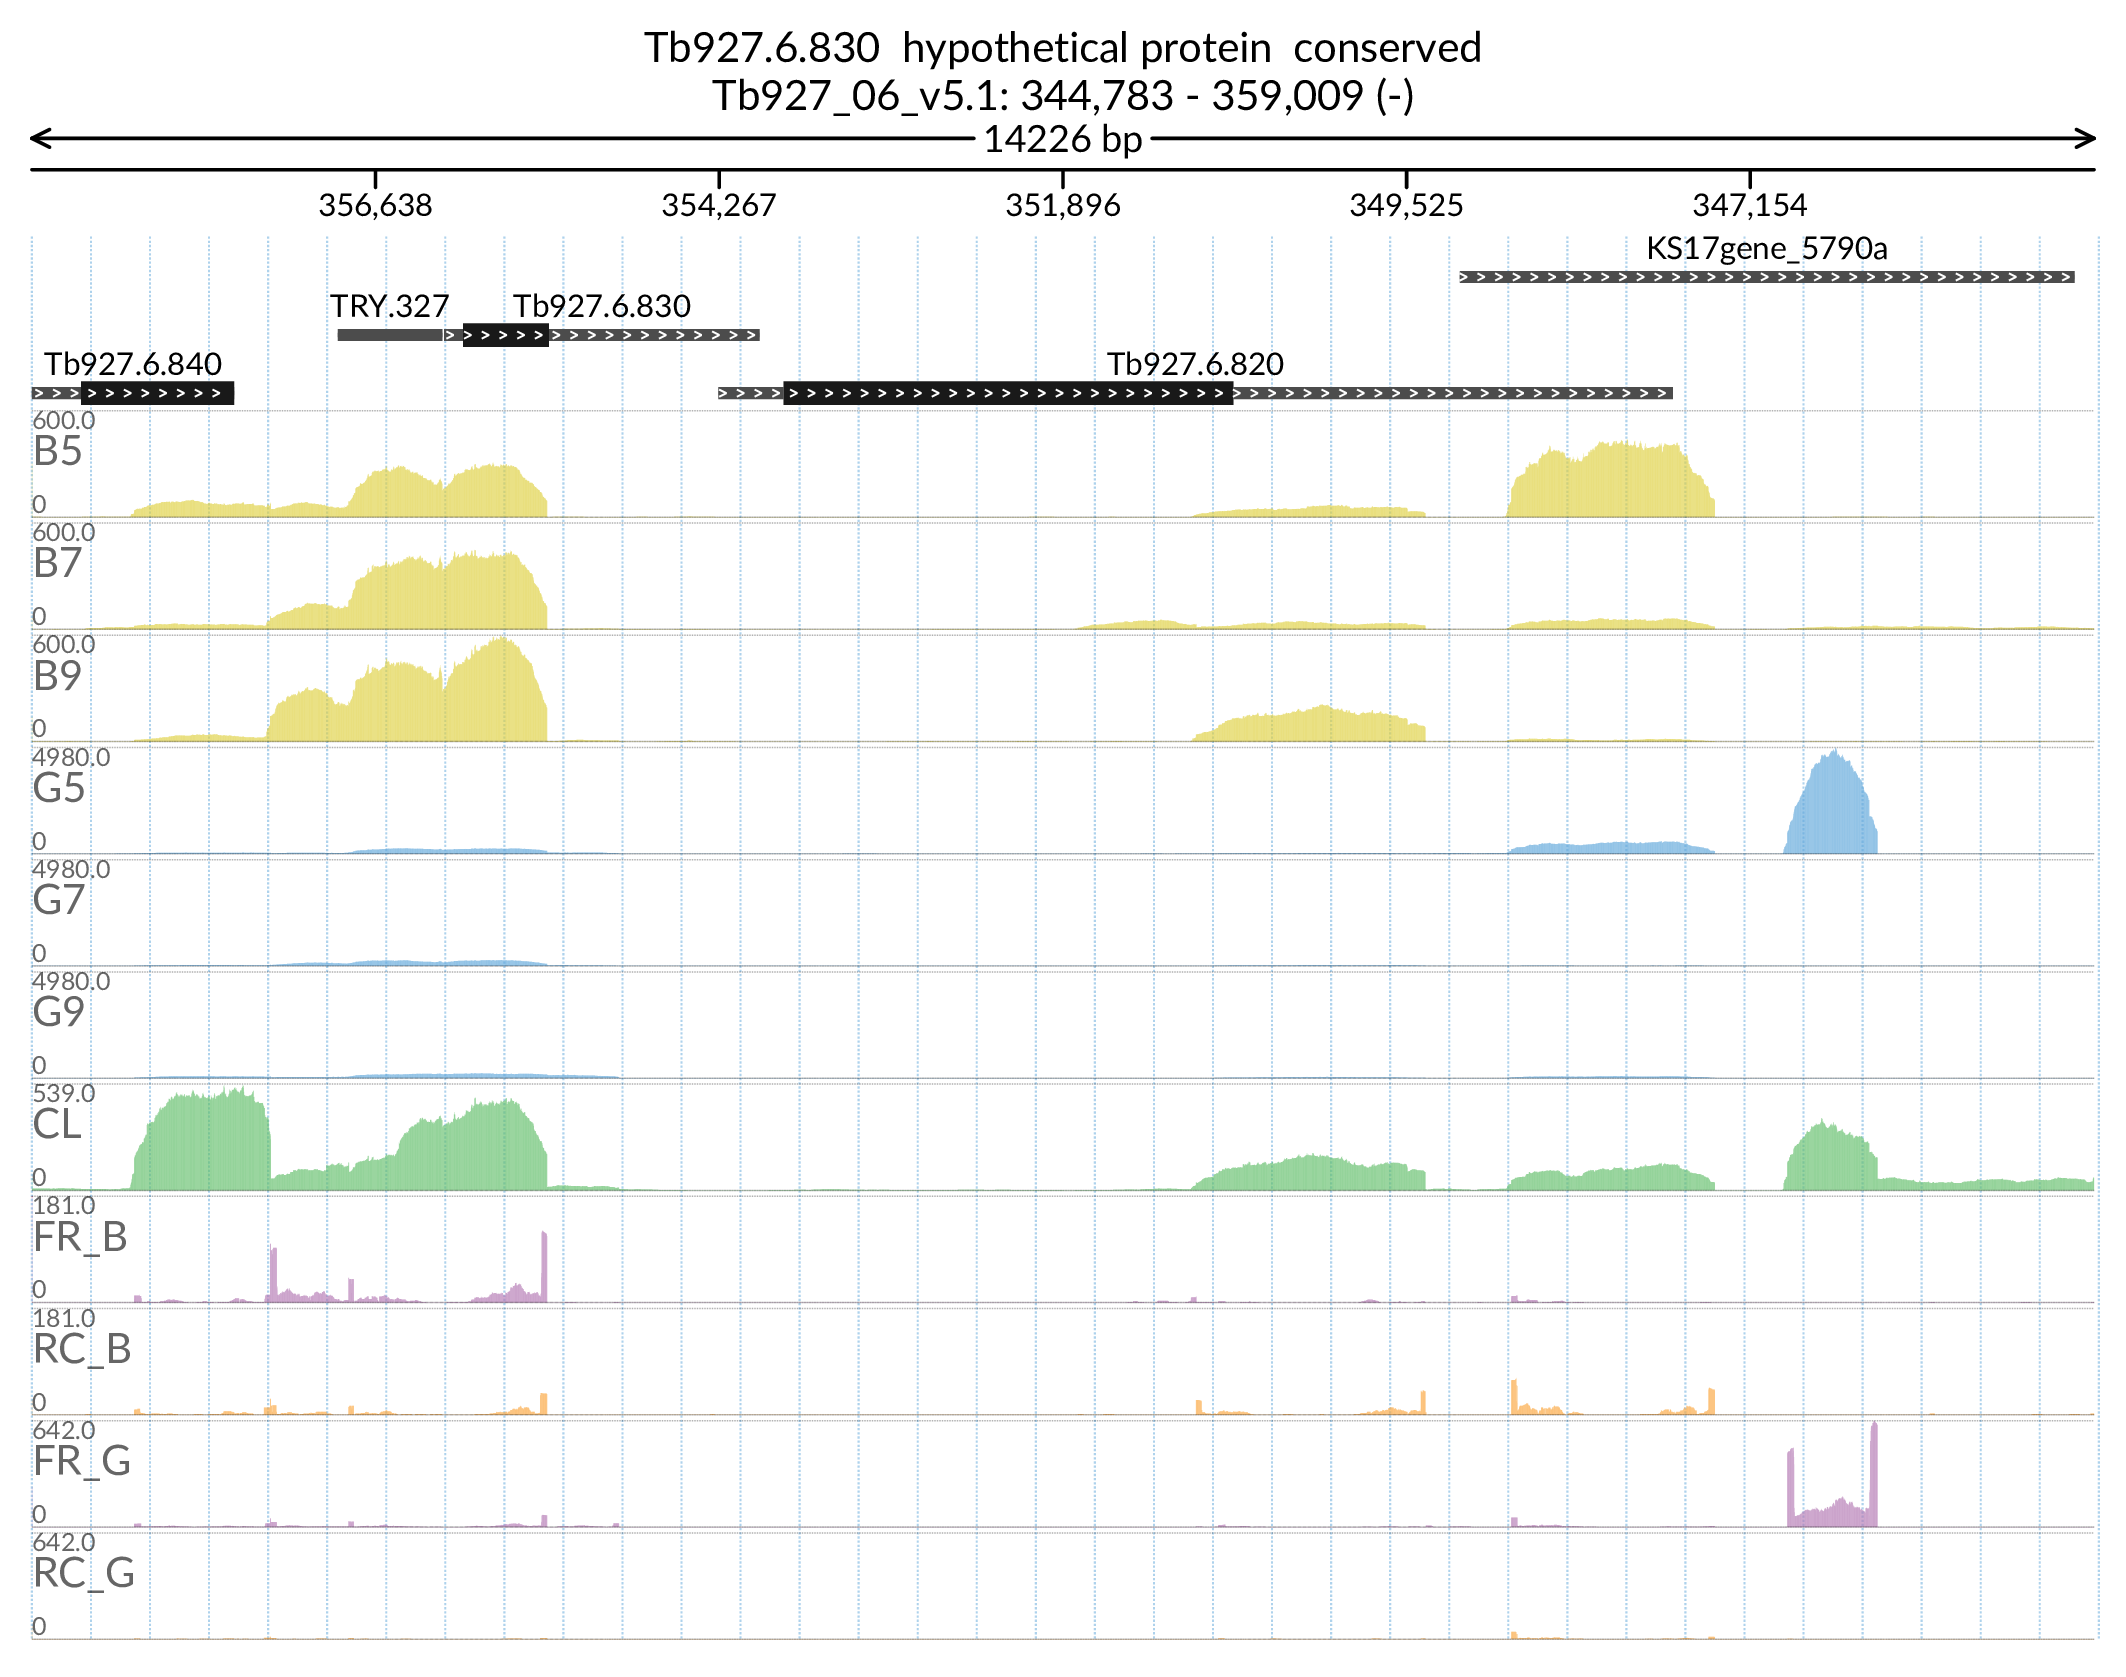 Tb927.6.830  hypothetical protein  conserved
Tb927_06_v5.1: 344,783 - 359,009 (-)
14226 bp
356,638 354,267 351,896 349,525 347,154
KS17gene_5790a
TRY.327 Tb927.6.830
Tb927.6.840 Tb927.6.820
600.0
B5
0
600.0
B7
0
600.0
B9
0
4980.0
G5
0
4980.0
G7
0
4980.0
G9
0
539.0
CL
0
181.0
FR_B
0
181.0
RC_B
0
642.0
FR_G
0
642.0
RC_G
0